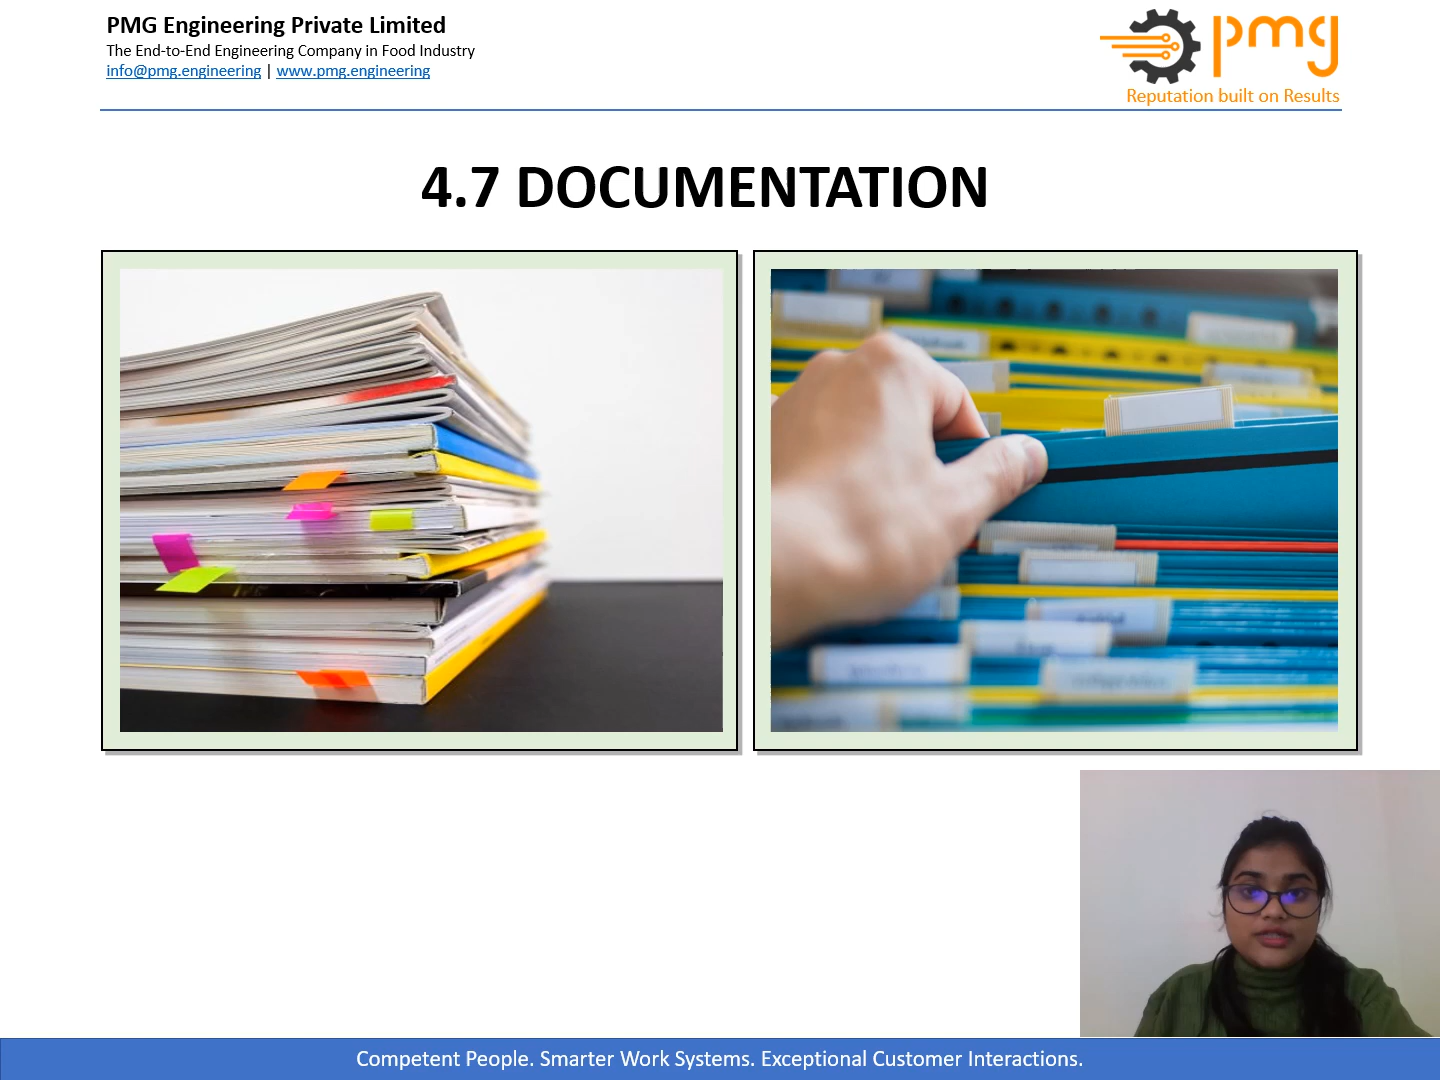 PMG Engineering Private Limited
The End-to-End Engineering Company in Food Industry
info@pmg.engineering | www.pmg.engineering
pmg
Reputation built on Results
4.7 DOCUMENTATION
Competent People. Smarter Work Systems. Exceptional Customer Interactions.